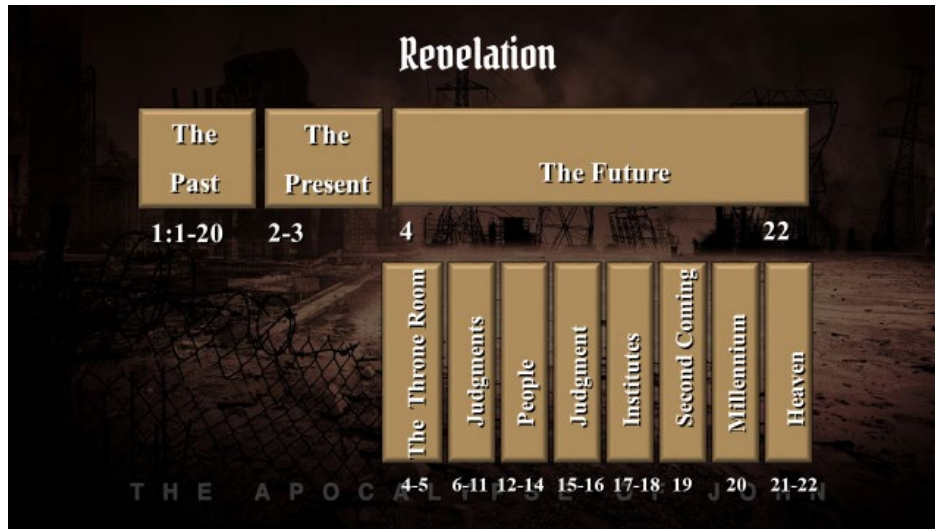 Revelation
The
Past
The
Present
The Future
1:1-20
2-3
4
22
The Throne Room
Judgments
People
Judgment
Institutes
Second Coming
Millennium
Heaven
4-5
6-11
12-14
15-16
17-18
19
20
21-22
THE APOCALYPSE OF JOHN